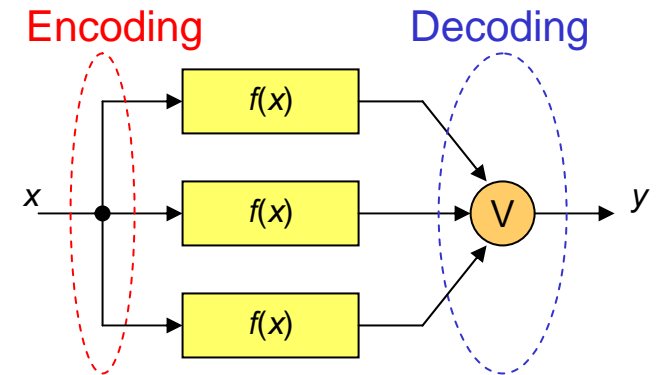 Encoding
Decoding
f(x)
x
f(x)
V
y
f(x)